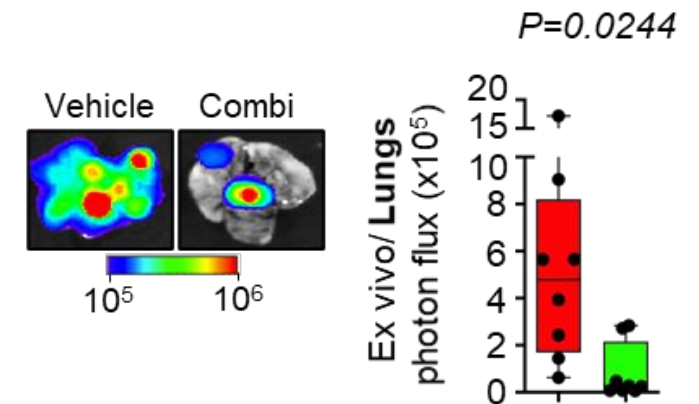 P=0.0244
Vehicle
Combi
10⁵
10⁶
Ex vivo/ Lungs
photon flux (x10⁵)
20
15
10
8
6
4
2
0